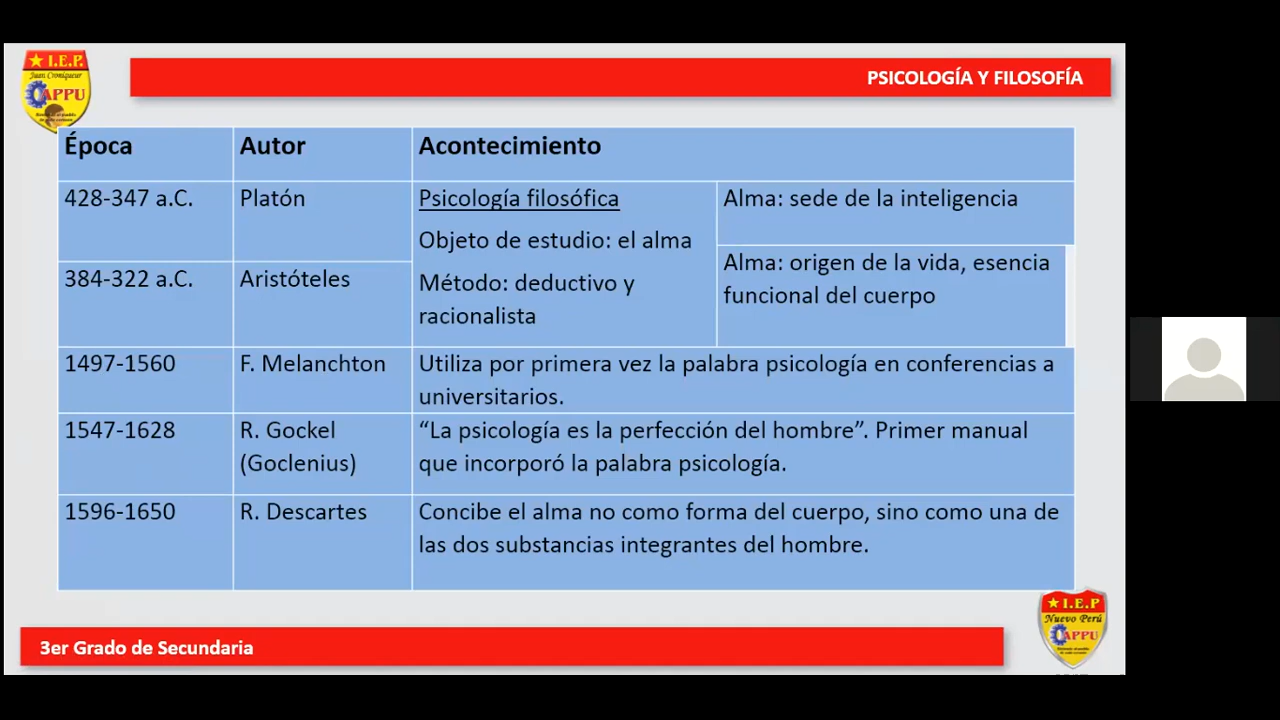 I.E.P.
Juan Croniqueur
CAPPU
PSICOLOGÍA Y FILOSOFÍA
Época
Autor
Acontecimiento
428-347 a.C.
Platón
Psicología filosófica
Objeto de estudio: el alma
Método: deductivo y
racionalista
Alma: sede de la inteligencia
384-322 a.C.
Aristóteles
Alma: origen de la vida, esencia
funcional del cuerpo
1497-1560
F. Melanchton
Utiliza por primera vez la palabra psicología en conferencias a
universitarios.
1547-1628
R. Gockel
(Goclenius)
“La psicología es la perfección del hombre”. Primer manual
que incorporó la palabra psicología.
1596-1650
R. Descartes
Concibe el alma no como forma del cuerpo, sino como una de
las dos substancias integrantes del hombre.
3er Grado de Secundaria
I.E.P
Nuevo Perú
CAPPU